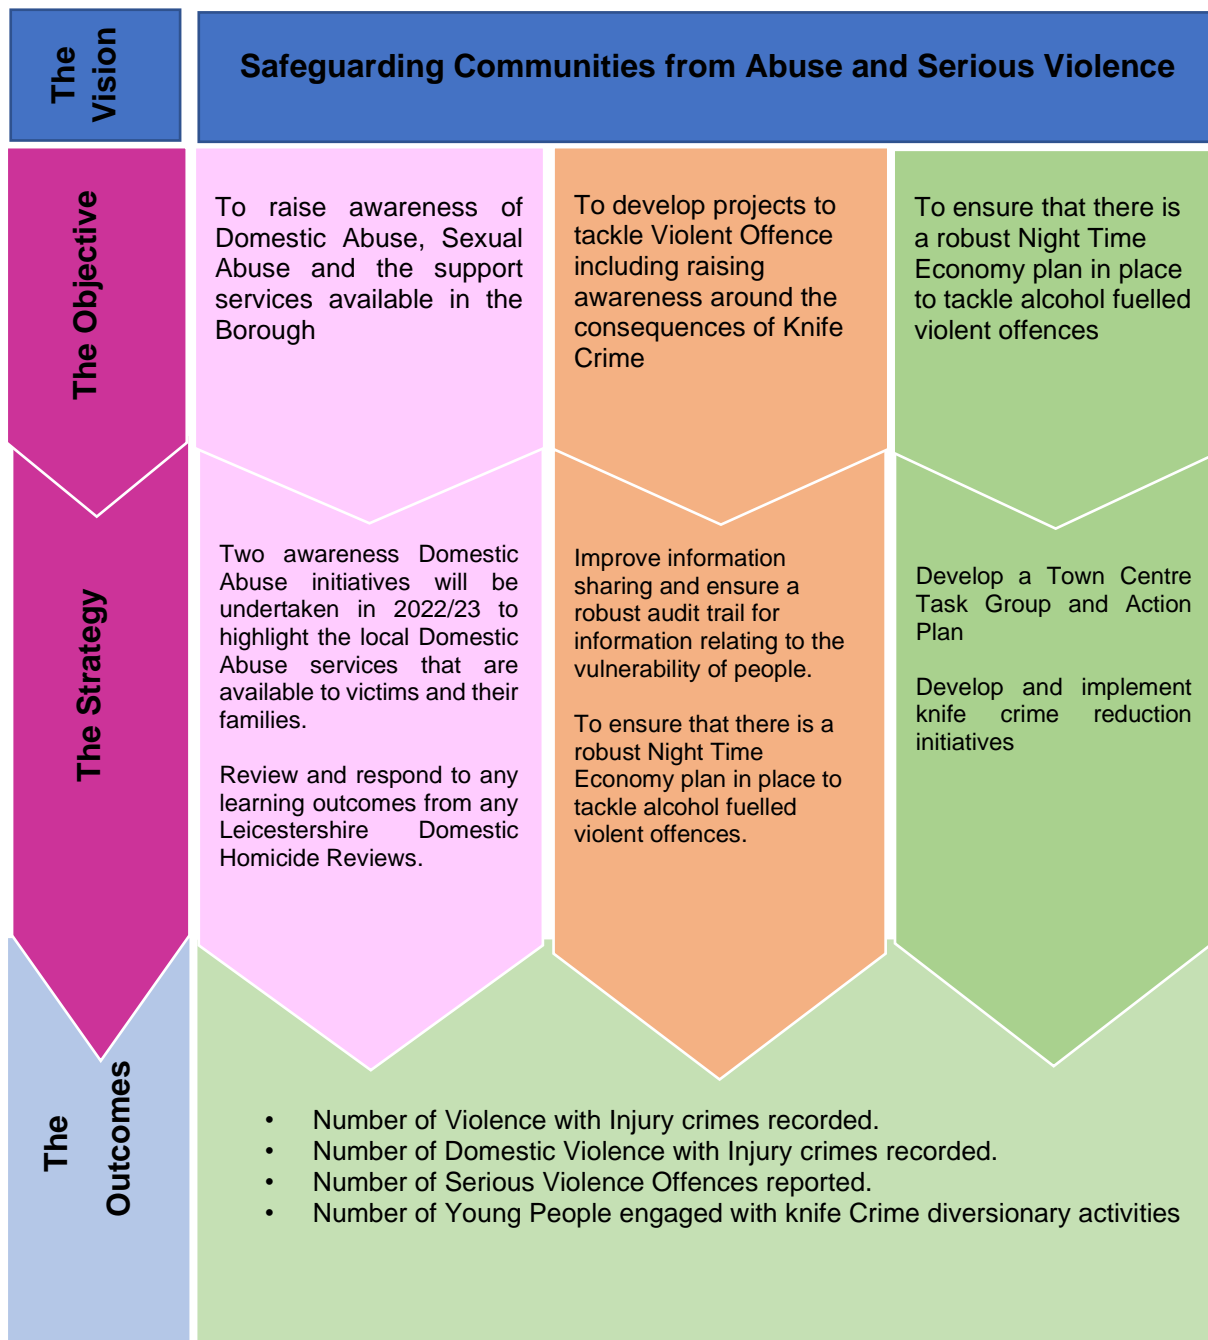 The
Vision
Safeguarding Communities from Abuse and Serious Violence
The Objective
To raise awareness of
Domestic Abuse, Sexual
Abuse and the support
services available in the
Borough
To develop projects to
tackle Violent Offence
including raising
awareness around the
consequences of Knife
Crime
To ensure that there is
a robust Night Time
Economy plan in place
to tackle alcohol fuelled
violent offences
The Strategy
Two awareness Domestic
Abuse initiatives will be
undertaken in 2022/23 to
highlight the local Domestic
Abuse services that are
available to victims and their
families.
Review and respond to any
learning outcomes from any
Leicestershire Domestic
Homicide Reviews.
Improve information
sharing and ensure a
robust audit trail for
information relating to the
vulnerability of people.
To ensure that there is a
robust Night Time
Economy plan in place to
tackle alcohol fuelled
violent offences.
Develop a Town Centre
Task Group and Action
Plan
Develop and implement
knife crime reduction
initiatives
The
Outcomes
• Number of Violence with Injury crimes recorded.
• Number of Domestic Violence with Injury crimes recorded.
• Number of Serious Violence Offences reported.
• Number of Young People engaged with knife Crime diversionary activities